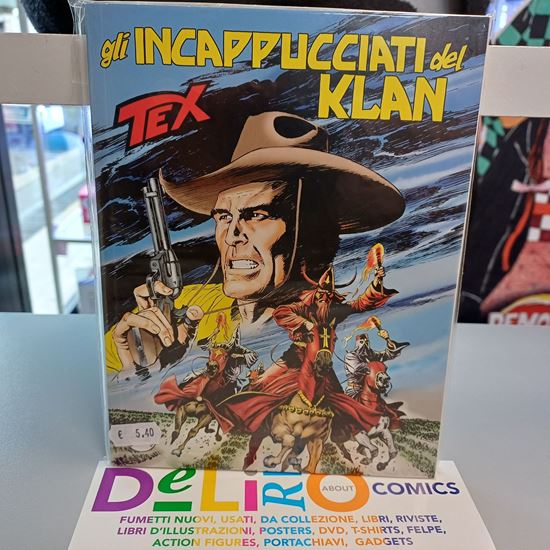 gli INCAPPUCCIATI del
KLAN
TEX
€ 5,40
DeLiRiO ABOUT COMICS
FUMETTI NUOVI, USATI, DA COLLEZIONE, LIBRI, RIVISTE,
LIBRI D'ILLUSTRAZIONI, POSTERS, DVD, T-SHIRTS, FELPE,
ACTION FIGURES, PORTACHIAVI, GADGETS